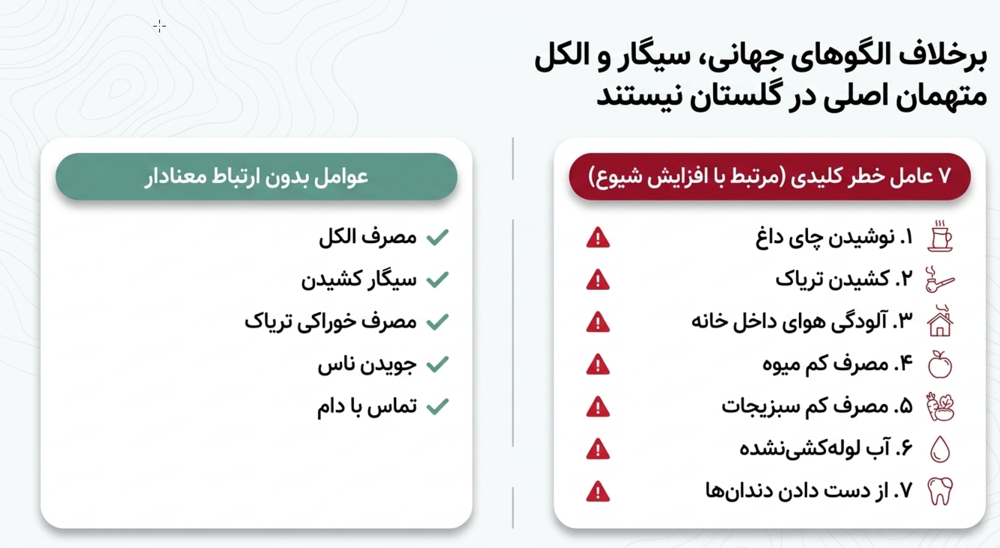 برخلاف الگوهای جهانی، سیگار و الکل
متهمان اصلی در گلستان نیستند
۷ عامل خطر کلیدی (مرتبط با افزایش شیوع)
۱. نوشیدن چای داغ
۲. کشیدن تریاک
۳. آلودگی هوای داخل خانه
۴. مصرف کم میوه
۵. مصرف کم سبزیجات
۶. آب لوله‌کشی‌نشده
۷. از دست دادن دندان‌ها
عوامل بدون ارتباط معنادار
مصرف الکل
سیگار کشیدن
مصرف خوراکی تریاک
جویدن ناس
تماس با دام